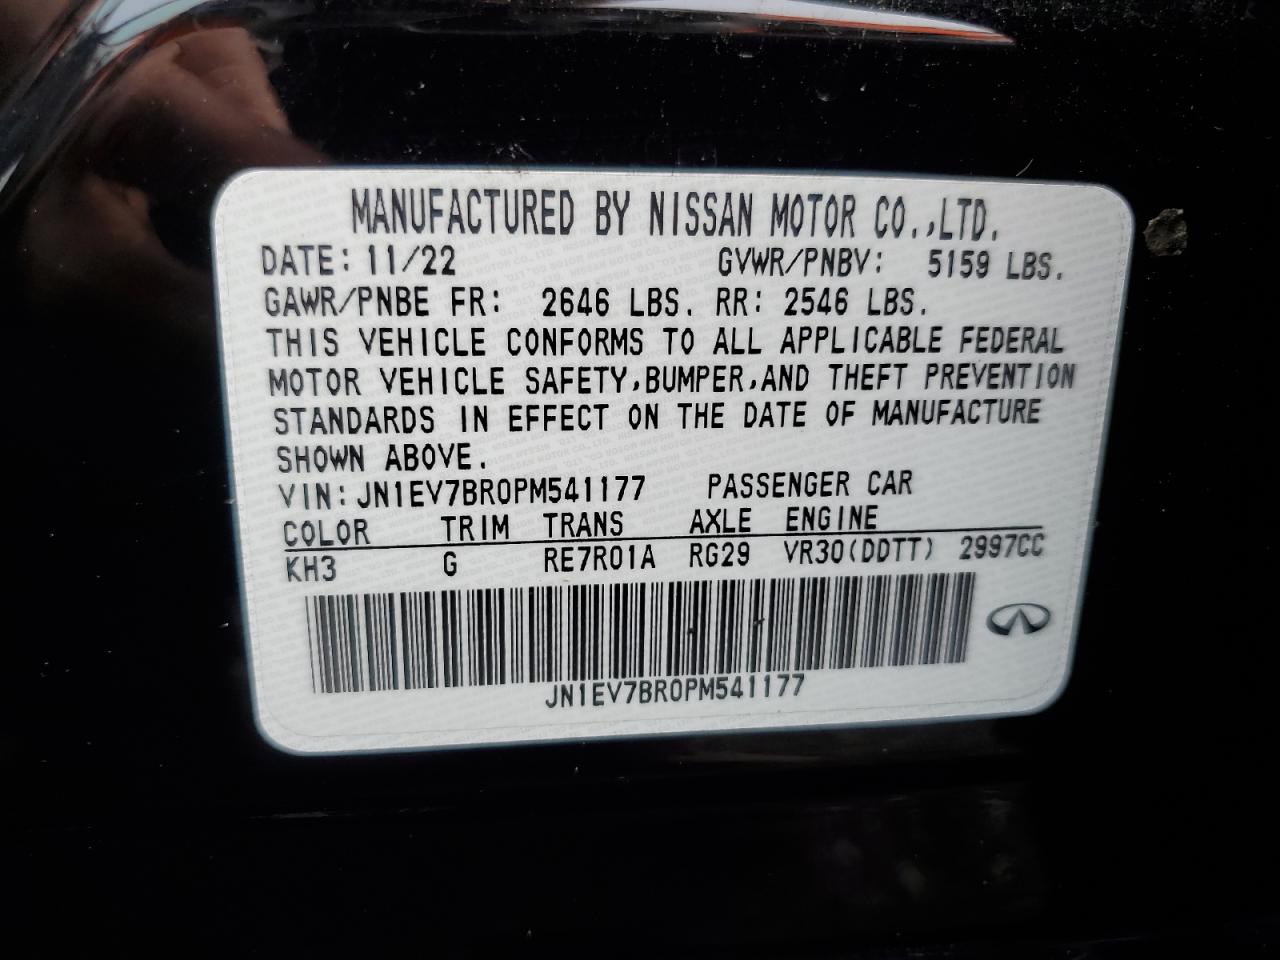 MANUFACTURED BY NISSAN MOTOR CO.,LTD.
DATE: 11/22 GVWR/PNBV: 5159 LBS.
GAWR/PNBE FR: 2646 LBS. RR: 2546 LBS.
THIS VEHICLE CONFORMS TO ALL APPLICABLE FEDERAL
MOTOR VEHICLE SAFETY,BUMPER,AND THEFT PREVENTION
STANDARDS IN EFFECT ON THE DATE OF MANUFACTURE
SHOWN ABOVE.
VIN: JN1EV7BR0PM541177 PASSENGER CAR
COLOR TRIM TRANS AXLE ENGINE
KH3 G RE7R01A RG29 VR30(DDTT) 2997CC
JN1EV7BR0PM541177